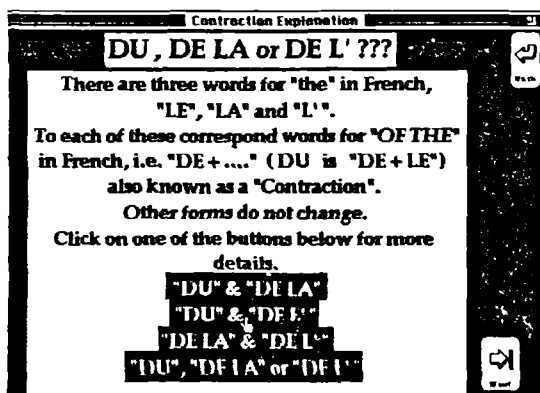 Contraction Explanation
DU, DE LA or DE L' ???
There are three words for "the" in French,
"LE", "LA" and "L'".
To each of these correspond words for "OF THE"
in French, i.e. "DE+...." (DU is "DE+LE")
also known as a "Contraction".
Other forms do not change.
Click on one of the buttons below for more
details.
"DU" & "DE LA"
"DU" & "DE L'"
"DE LA" & "DE L'"
"DU", "DE LA" or "DE L'"